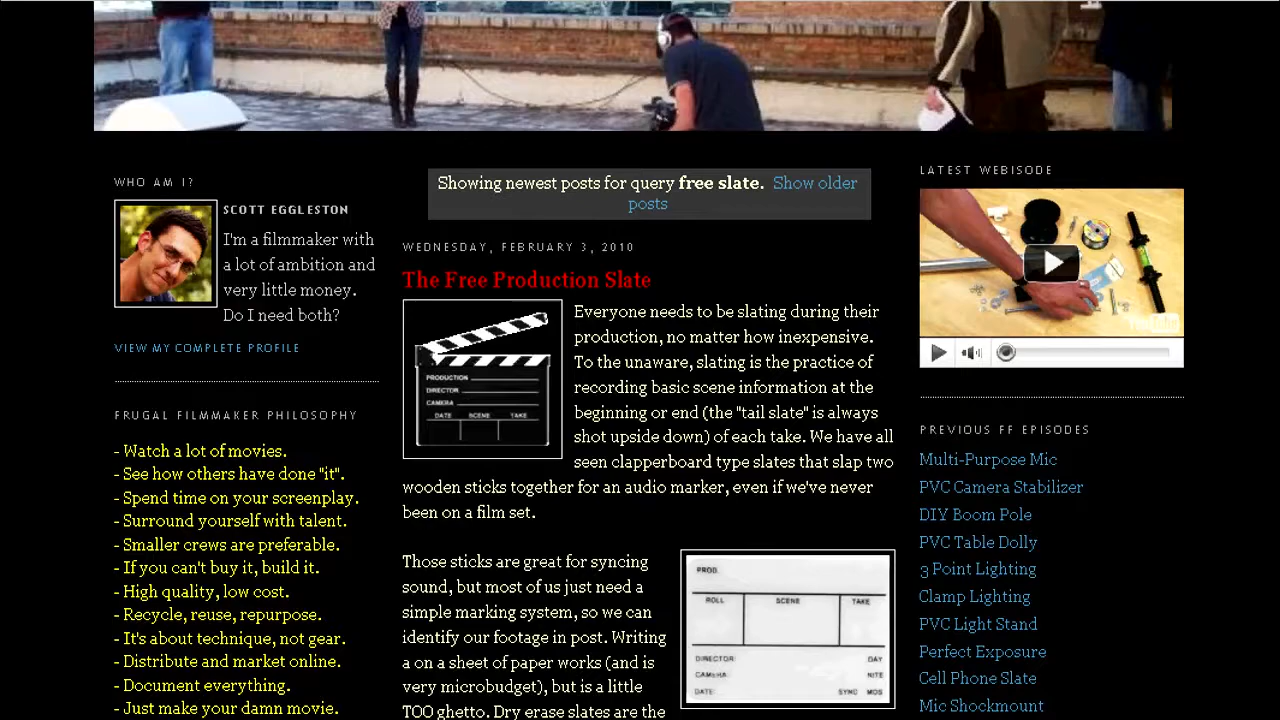 WHO AM I?
SCOTT EGGLESTON
I'm a filmmaker with
a lot of ambition and
very little money.
Do I need both?
VIEW MY COMPLETE PROFILE
FRUGAL FILMMAKER PHILOSOPHY
- Watch a lot of movies.
- See how others have done "it".
- Spend time on your screenplay.
- Surround yourself with talent.
- Smaller crews are preferable.
- If you can't buy it, build it.
- High quality, low cost.
- Recycle, reuse, repurpose.
- It's about technique, not gear.
- Distribute and market online.
- Document everything.
- Just make your damn movie.
Showing newest posts for query free slate. Show older
posts
WEDNESDAY, FEBRUARY 3, 2010
The Free Production Slate
PRODUCTION
DIRECTOR
CAMERA
DATE SCENE TAKE
Everyone needs to be slating during their
production, no matter how inexpensive.
To the unaware, slating is the practice of
recording basic scene information at the
beginning or end (the "tail slate" is always
shot upside down) of each take. We have all
seen clapperboard type slates that slap two
wooden sticks together for an audio marker, even if we've never
been on a film set.
Those sticks are great for syncing
sound, but most of us just need a
simple marking system, so we can
identify our footage in post. Writing
a on a sheet of paper works (and is
very microbudget), but is a little
TOO ghetto. Dry erase slates are the
PROD.
ROLL SCENE TAKE
DIRECTOR: DAY
CAMERA: NITE
DATE: SYNC MOS
LATEST WEBISODE
YouTube
PREVIOUS FF EPISODES
Multi-Purpose Mic
PVC Camera Stabilizer
DIY Boom Pole
PVC Table Dolly
3 Point Lighting
Clamp Lighting
PVC Light Stand
Perfect Exposure
Cell Phone Slate
Mic Shockmount